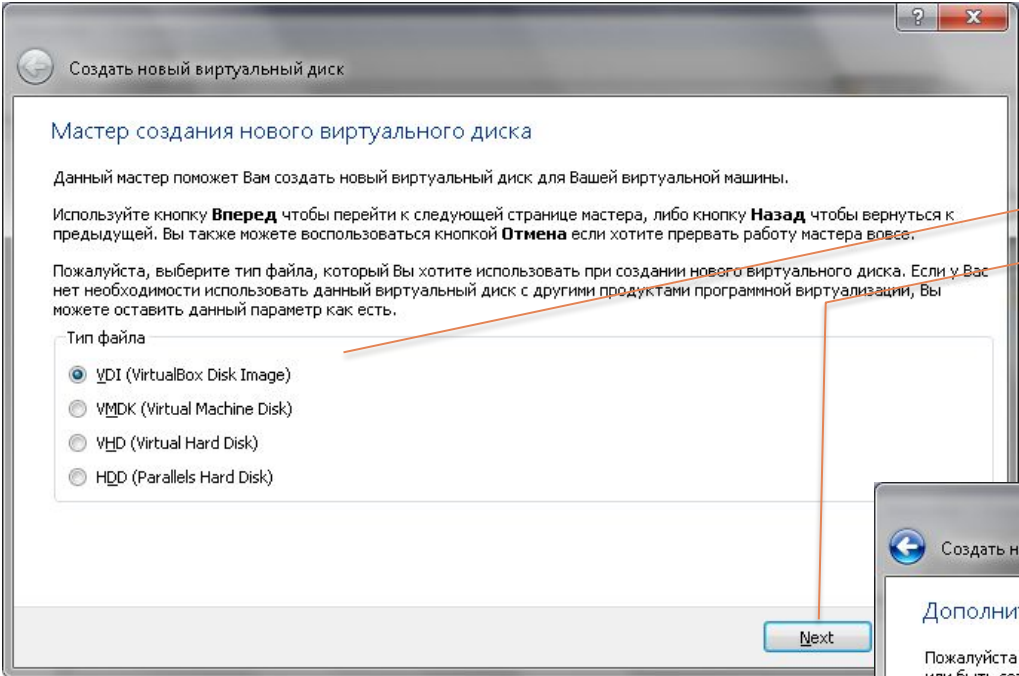 Создать новый виртуальный диск
Мастер создания нового виртуального диска
Данный мастер поможет Вам создать новый виртуальный диск для Вашей виртуальной машины.
Используйте кнопку Вперед чтобы перейти к следующей странице мастера, либо кнопку Назад чтобы вернуться к
предыдущей. Вы также можете воспользоваться кнопкой Отмена если хотите прервать работу мастера вовсе.
Пожалуйста, выберите тип файла, который Вы хотите использовать при создании нового виртуального диска. Если у Вас
нет необходимости использовать данный виртуальный диск с другими продуктами программной виртуализации, Вы
можете оставить данный параметр как есть.
Тип файла
VDI (VirtualBox Disk Image)
VMDK (Virtual Machine Disk)
VHD (Virtual Hard Disk)
HDD (Parallels Hard Disk)
Next
Создать
Пожалуйста
или быть